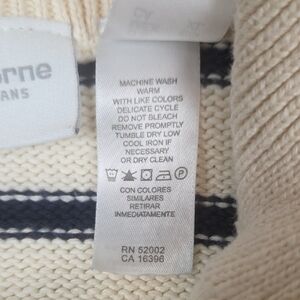 orne
ANS
MACHINE WASH
WARM
WITH LIKE COLORS
DELICATE CYCLE
DO NOT BLEACH
REMOVE PROMPTLY
TUMBLE DRY LOW
COOL IRON IF
NECESSARY
OR DRY CLEAN
CON COLORES
SIMILARES
RETIRAR
INMEDIATAMENTE
RN 52002
CA 16396